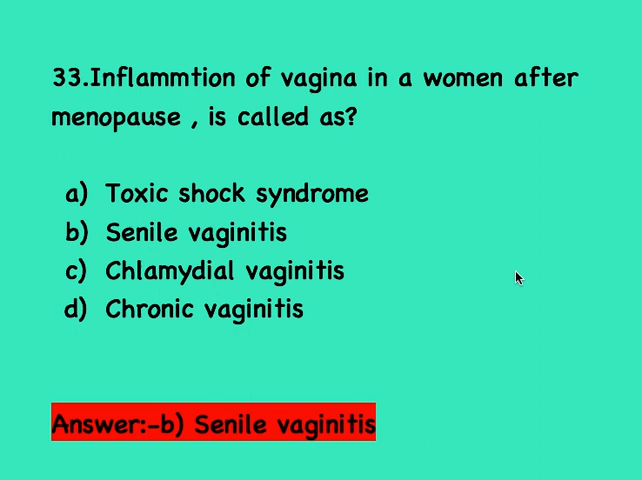 33.Inflammtion of vagina in a women after
menopause , is called as?
a) Toxic shock syndrome
b) Senile vaginitis
c) Chlamydial vaginitis
d) Chronic vaginitis
Answer:-b) Senile vaginitis